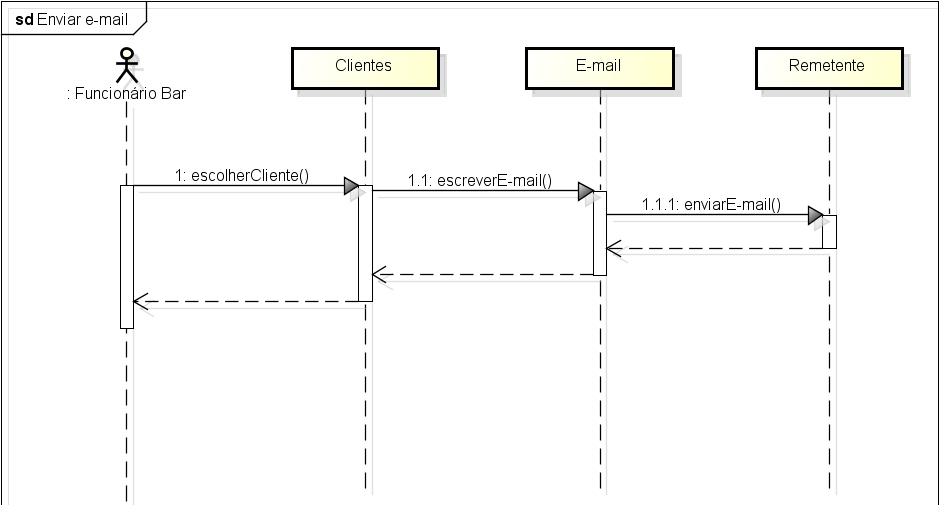 sd Enviar e-mail
Clientes
E-mail
Remetente
: Funcionário Bar
1: escolherCliente()
1.1: escreverE-mail()
1.1.1: enviarE-mail()